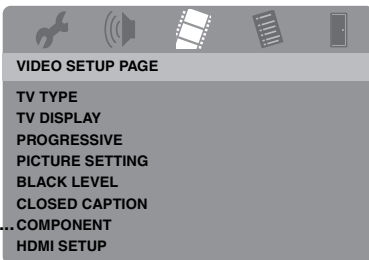 VIDEO SETUP PAGE
TV TYPE
TV DISPLAY
PROGRESSIVE
PICTURE SETTING
BLACK LEVEL
CLOSED CAPTION
...COMPONENT
HDMI SETUP